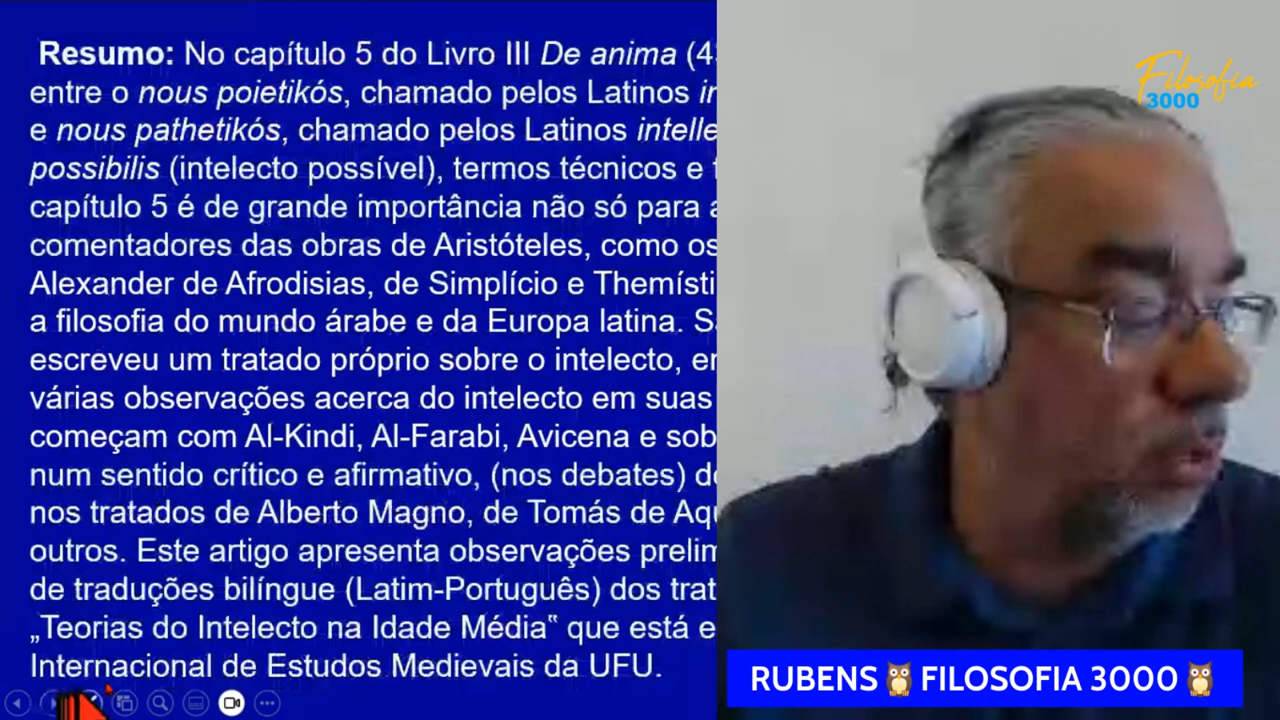 Resumo: No capítulo 5 do Livro III De anima (4
entre o nous poietikós, chamado pelos Latinos
e nous pathetikós, chamado pelos Latinos intelle
possibilis (intelecto possível), termos técnicos e
capítulo 5 é de grande importância não só para a
comentadores das obras de Aristóteles, como os
Alexander de Afrodisias, de Simplício e Themísti
a filosofia do mundo árabe e da Europa latina.
escreveu um tratado próprio sobre o intelecto,
várias observações acerca do intelecto em suas
começam com Al-Kindi, Al-Farabi, Avicena e sob
num sentido crítico e afirmativo, (nos debates)
nos tratados de Alberto Magno, de Tomás de Aq
outros. Este artigo apresenta observações prelim
de traduções bilíngue (Latim-Português) dos trat
„Teorias do Intelecto na Idade Média‟ que está e
Internacional de Estudos Medievais da UFU.
Filosofia
3000
RUBENS🦉FILOSOFIA 3000🦉